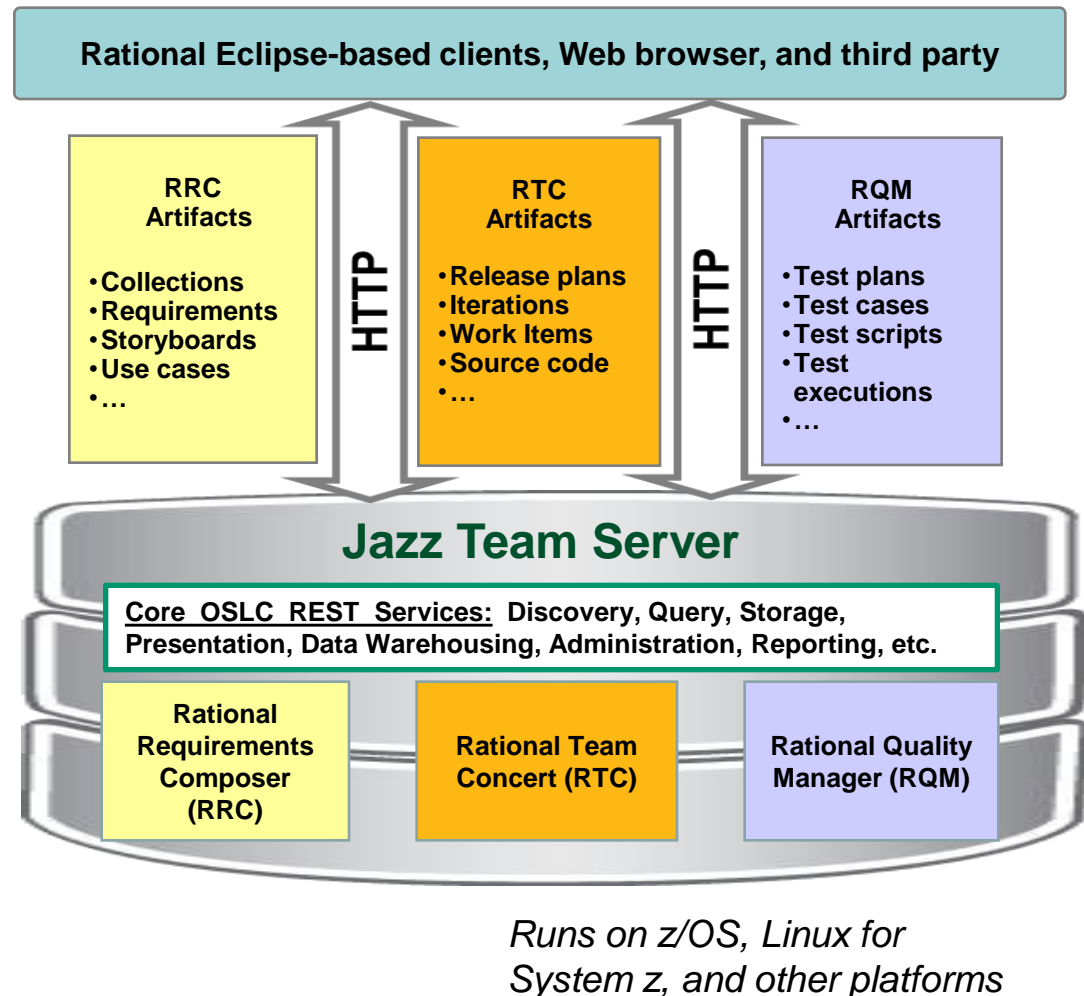 Rational Eclipse-based clients, Web browser, and third party
RRC
Artifacts
•Collections
•Requirements
•Storyboards
•Use cases
•…
HTTP
RTC
Artifacts
•Release plans
•Iterations
•Work Items
•Source code
•…
HTTP
RQM
Artifacts
•Test plans
•Test cases
•Test scripts
•Test
executions
•…
Jazz Team Server
Core OSLC REST Services: Discovery, Query, Storage,
Presentation, Data Warehousing, Administration, Reporting, etc.
Rational
Requirements
Composer
(RRC)
Rational Team
Concert (RTC)
Rational Quality
Manager (RQM)
Runs on z/OS, Linux for
System z, and other platforms